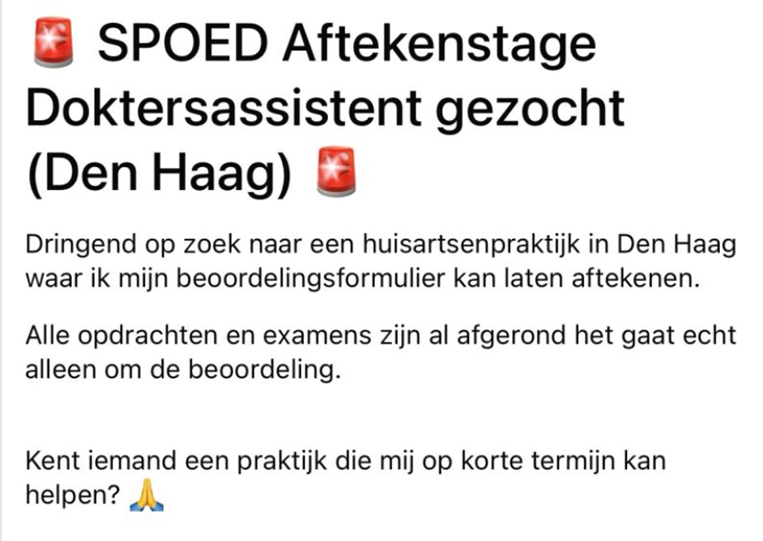 🚨 SPOED Aftekenstage
Doktersassistent gezocht
(Den Haag) 🚨
Dringend op zoek naar een huisartsenpraktijk in Den Haag
waar ik mijn beoordelingsformulier kan laten aftekenen.
Alle opdrachten en examens zijn al afgerond het gaat echt
alleen om de beoordeling.
Kent iemand een praktijk die mij op korte termijn kan
helpen? 🙏